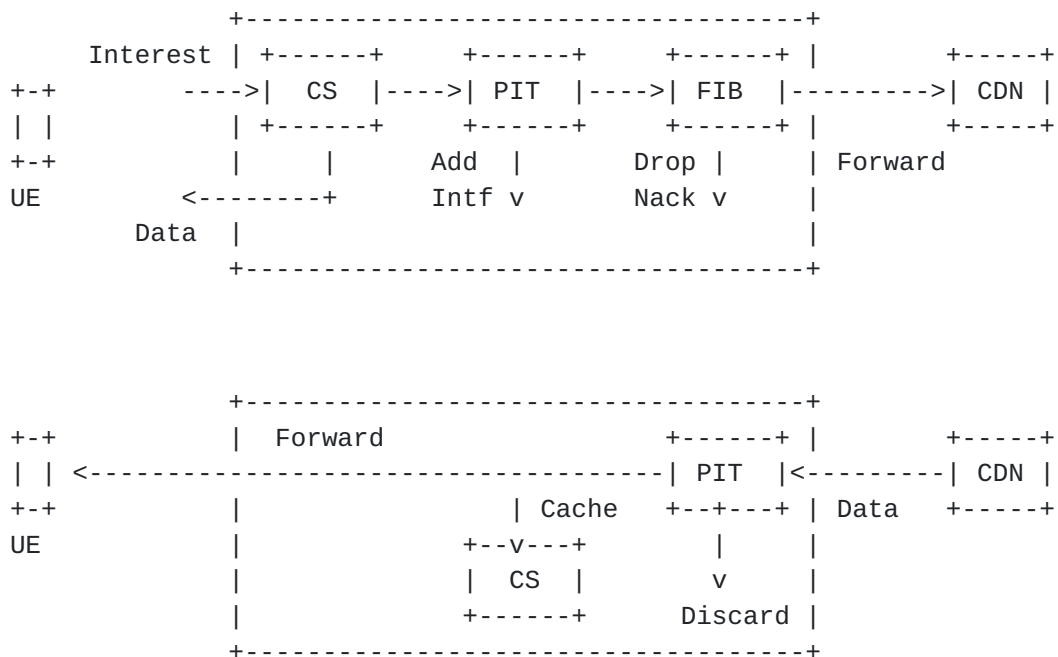 +------------------------------------+
     Interest | +------+     +------+     +------+ |        +-----+
+-+        ---->|  CS  |---->| PIT  |---->| FIB  |--------->| CDN |
| |           | +------+     +------+     +------+ |        +-----+
+-+           |     |      Add  |       Drop |     | Forward
UE         <--------+      Intf v       Nack v     |
        Data  |                                    |
              +------------------------------------+

              +------------------------------------+
+-+           |  Forward                  +------+ |        +-----+
| | <-------------------------------------| PIT  |<---------| CDN |
+-+           |                 | Cache   +--+---+ | Data   +-----+
UE            |              +--v---+        |     |
              |              |  CS  |        v     |
              |              +------+      Discard |
              +------------------------------------+